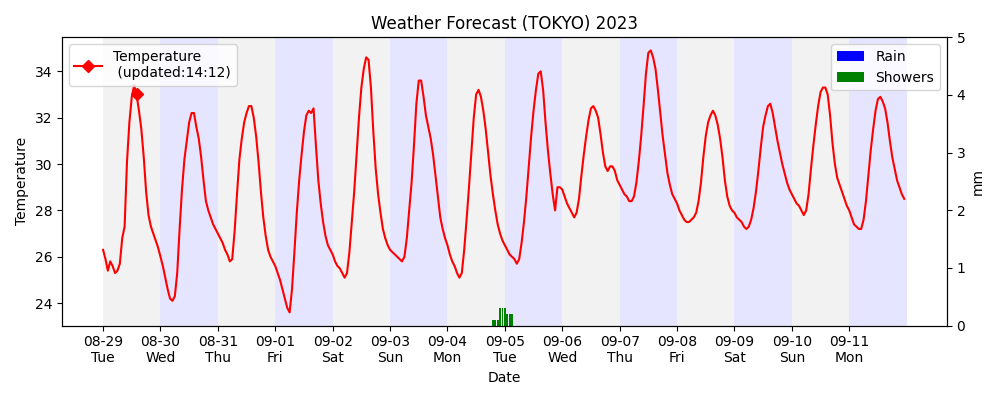 Weather Forecast (TOKYO) 2023
Temperature
(updated:14:12)
Rain
Showers
34
32
30
28
26
24
Temperature
5
4
3
2
1
0
mm
08-29 08-30 08-31 09-01 09-02 09-03 09-04 09-05 09-06 09-07 09-08 09-09 09-10 09-11
Tue Wed Thu Fri Sat Sun Mon Tue Wed Thu Fri Sat Sun Mon
Date